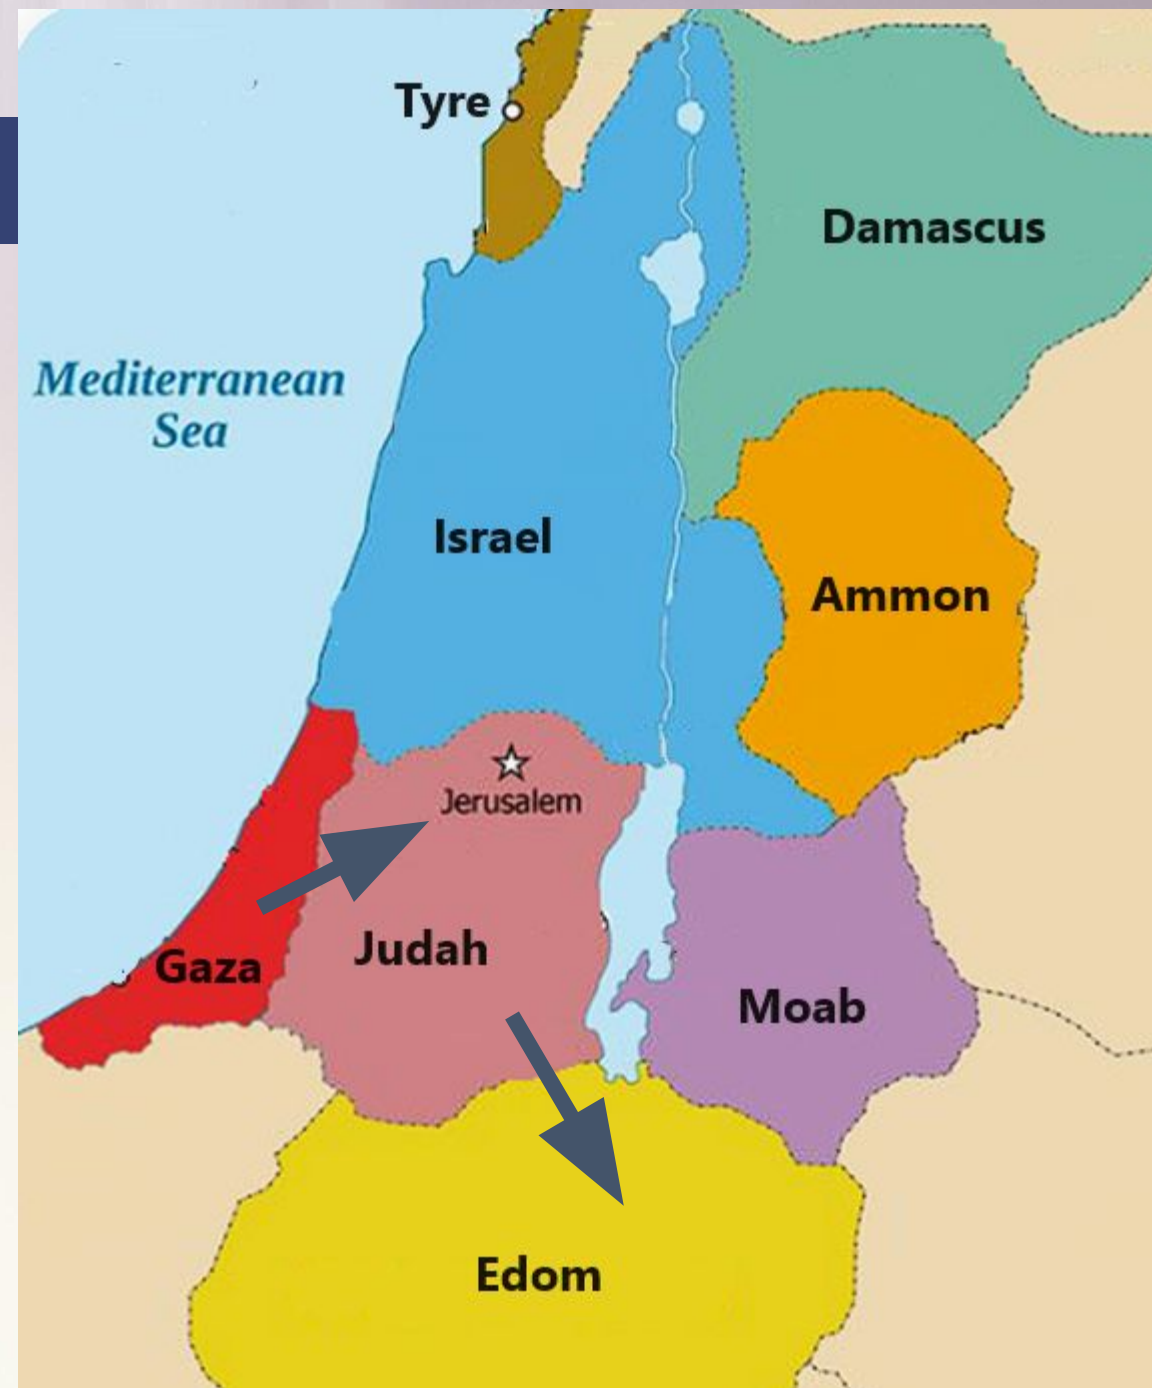 Tyre
Damascus
Mediterranean
Sea
Israel
Ammon
Jerusalem
Judah
Gaza
Moab
Edom